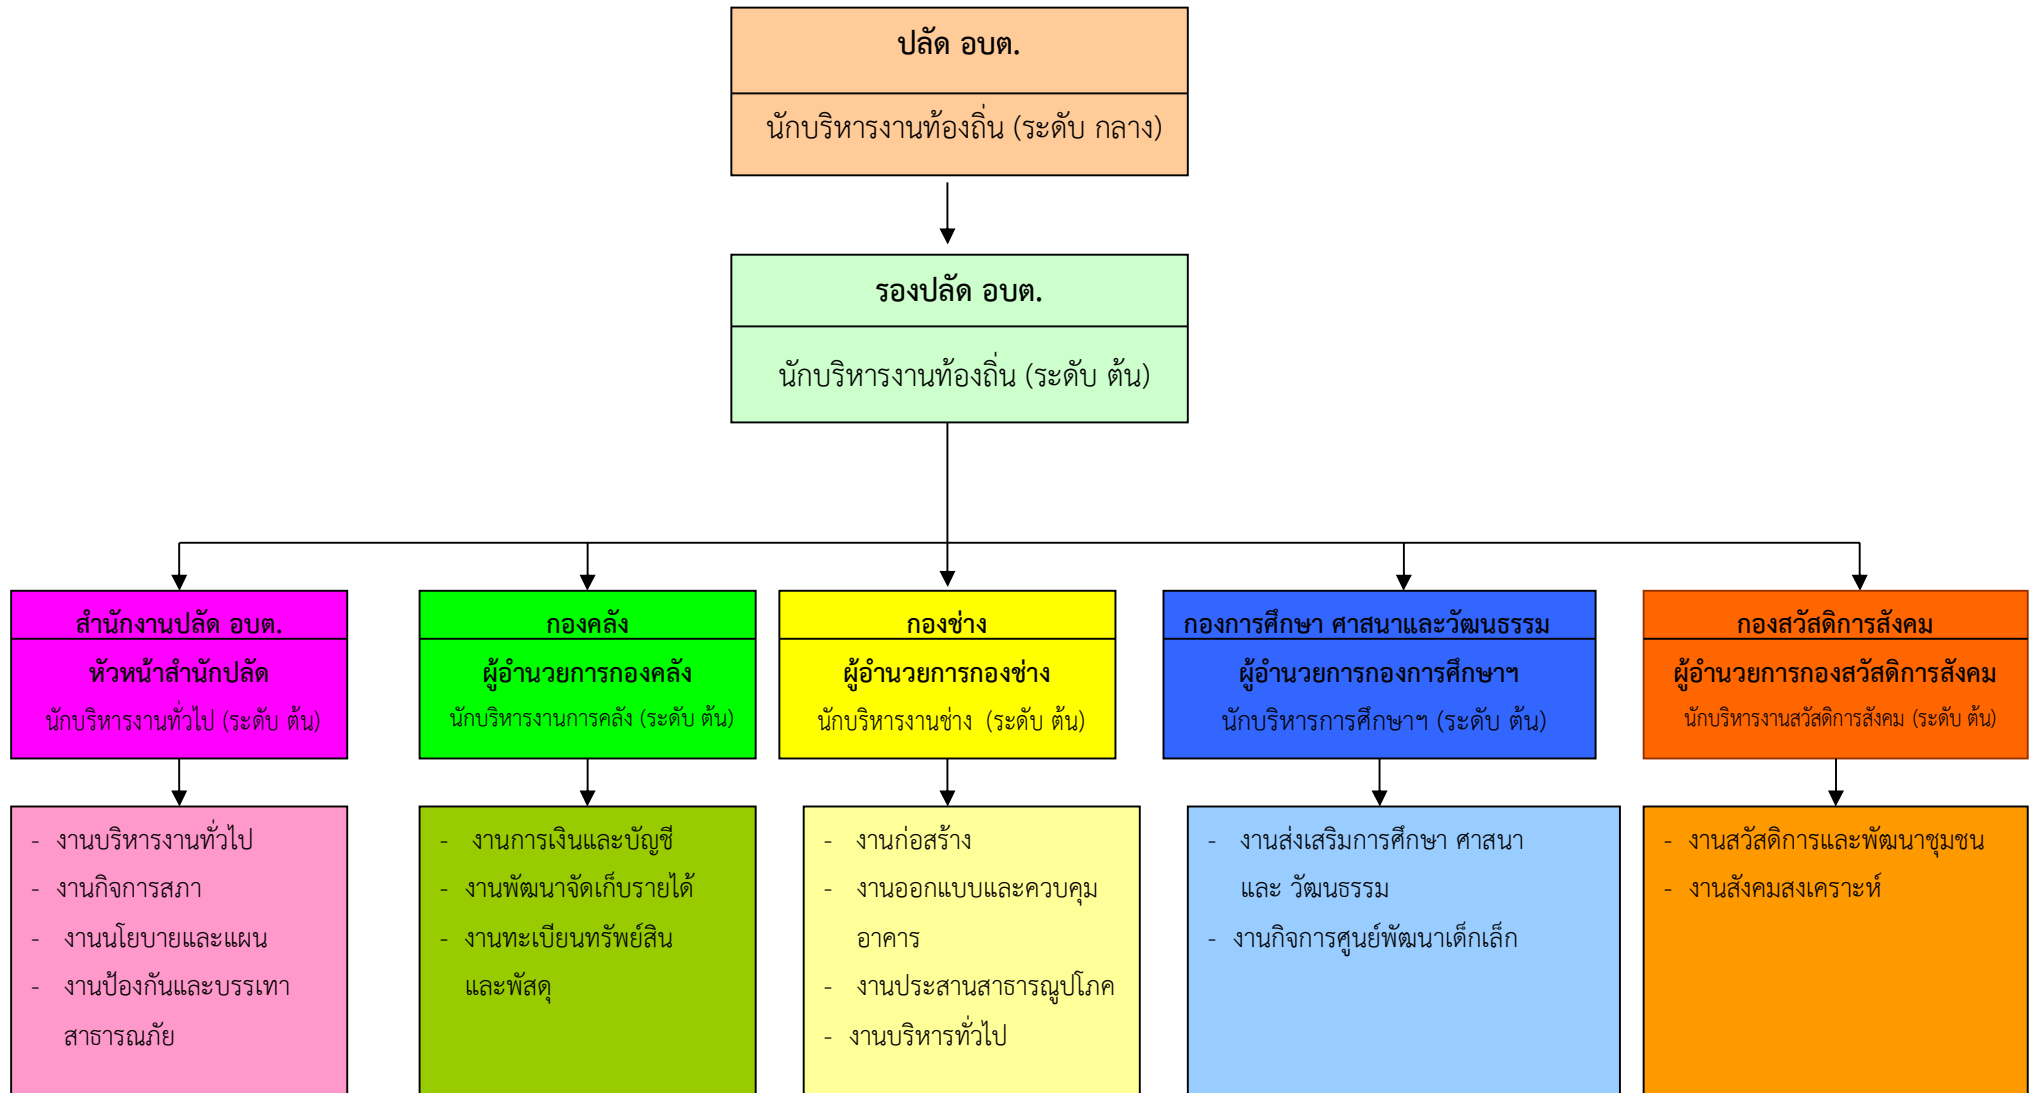 ปลัด อบต.
นักบริหารงานท้องถิ่น (ระดับ กลาง)
รองปลัด อบต.
นักบริหารงานท้องถิ่น (ระดับ ต้น)
สำนักงานปลัด อบต.
หัวหน้าสำนักปลัด
นักบริหารงานทั่วไป (ระดับ ต้น)
- งานบริหารงานทั่วไป
- งานกิจการสภา
- งานนโยบายและแผน
- งานป้องกันและบรรเทา
สาธารณภัย
กองคลัง
ผู้อำนวยการกองคลัง
นักบริหารงานการคลัง (ระดับ ต้น)
- งานการเงินและบัญชี
- งานพัฒนาจัดเก็บรายได้
- งานทะเบียนทรัพย์สิน
และพัสดุ
กองช่าง
ผู้อำนวยการกองช่าง
นักบริหารงานช่าง (ระดับ ต้น)
- งานก่อสร้าง
- งานออกแบบและควบคุม
อาคาร
- งานประสานสาธารณูปโภค
- งานบริหารทั่วไป
กองการศึกษา ศาสนาและวัฒนธรรม
ผู้อำนวยการกองการศึกษาฯ
นักบริหารการศึกษาฯ (ระดับ ต้น)
- งานส่งเสริมการศึกษา ศาสนา
และ วัฒนธรรม
- งานกิจการศูนย์พัฒนาเด็กเล็ก
กองสวัสดิการสังคม
ผู้อำนวยการกองสวัสดิการสังคม
นักบริหารงานสวัสดิการสังคม (ระดับ ต้น)
- งานสวัสดิการและพัฒนาชุมชน
- งานสังคมสงเคราะห์